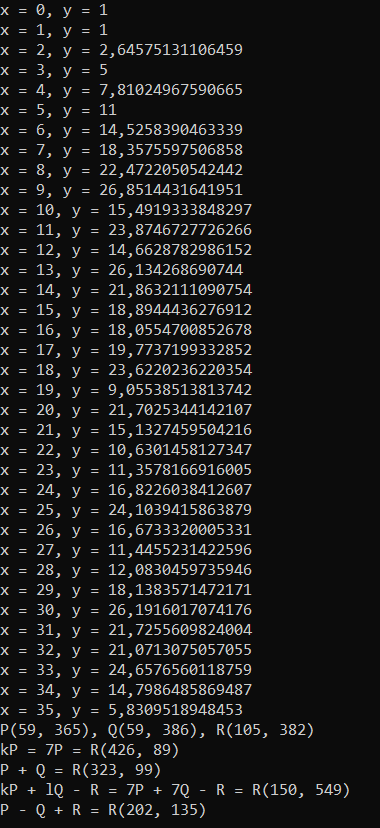 x = 0, y = 1
x = 1, y = 1
x = 2, y = 2,64575131106459
x = 3, y = 5
x = 4, y = 7,81024967590665
x = 5, y = 11
x = 6, y = 14,5258390463339
x = 7, y = 18,3575597506858
x = 8, y = 22,4722050542442
x = 9, y = 26,8514431641951
x = 10, y = 15,4919333848297
x = 11, y = 23,8746727726266
x = 12, y = 14,6628782986152
x = 13, y = 26,134268690744
x = 14, y = 21,8632111090754
x = 15, y = 18,8944436276912
x = 16, y = 18,0554700852678
x = 17, y = 19,7737199332852
x = 18, y = 23,6220236220354
x = 19, y = 9,05538513813742
x = 20, y = 21,7025344142107
x = 21, y = 15,1327459504216
x = 22, y = 10,6301458127347
x = 23, y = 11,3578166916005
x = 24, y = 16,8226038412607
x = 25, y = 24,1039415863879
x = 26, y = 16,6733320005331
x = 27, y = 11,4455231422596
x = 28, y = 12,0830459735946
x = 29, y = 18,1383571472171
x = 30, y = 26,1916017074176
x = 31, y = 21,7255609824004
x = 32, y = 21,0713075057055
x = 33, y = 24,6576560118759
x = 34, y = 14,7986485869487
x = 35, y = 5,8309518948453
P(59, 365), Q(59, 386), R(105, 382)
kP = 7P = R(426, 89)
P + Q = R(323, 99)
kP + lQ - R = 7P + 7Q - R = R(150, 549)
P - Q + R = R(202, 135)